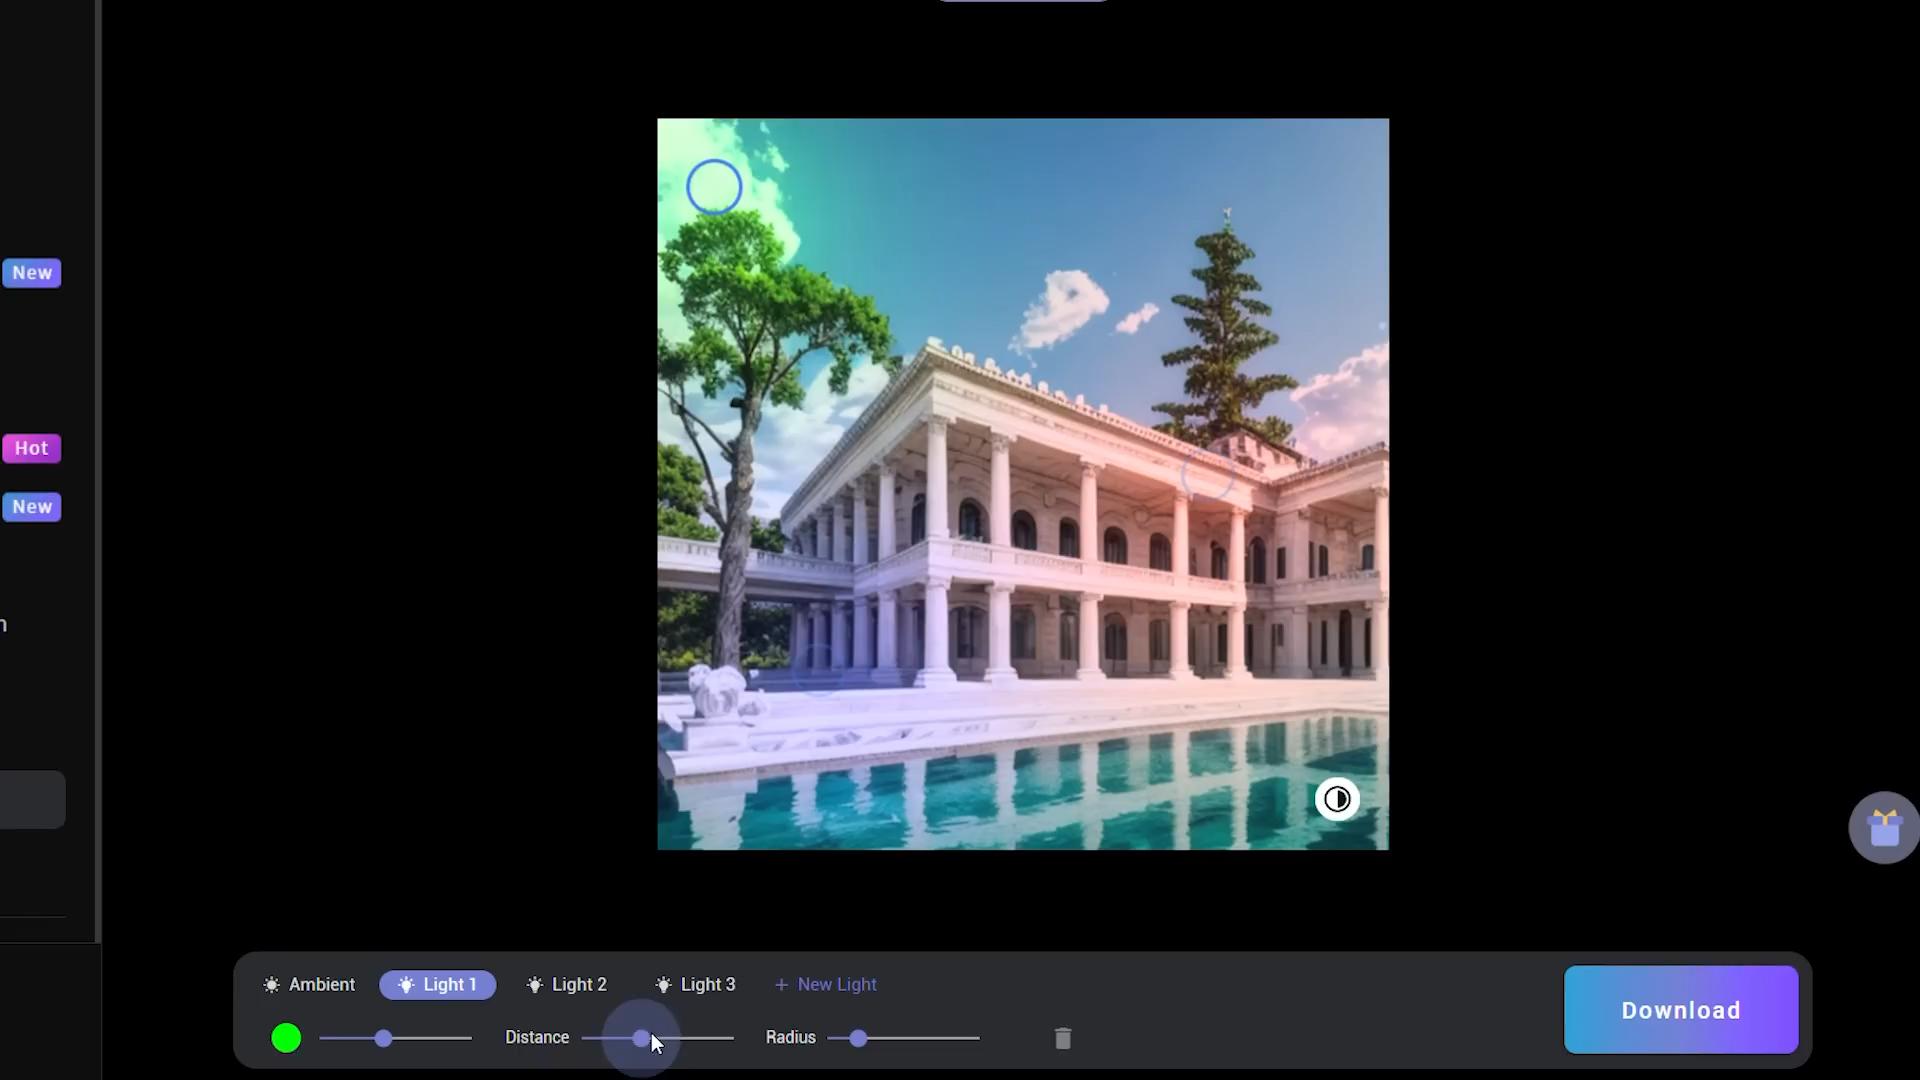 New
Hot
New
n
Ambient
Light 1
Light 2
Light 3
+ New Light
Distance
Radius
Download